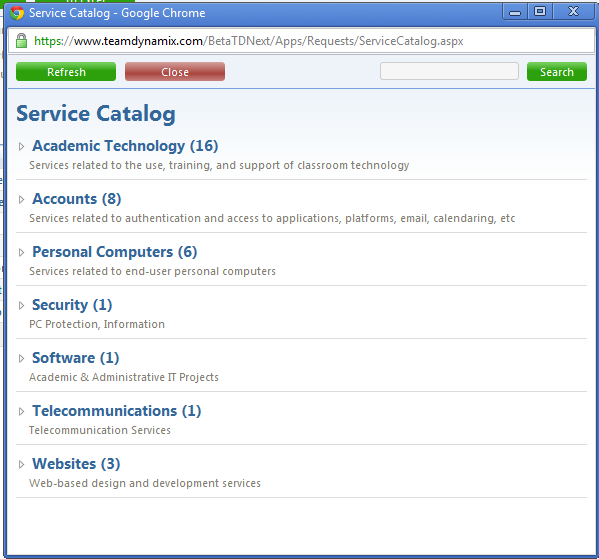 Service Catalog - Google Chrome
https://www.teamdynamix.com/BetaTDNext/Apps/Requests/ServiceCatalog.aspx
Refresh Close Search
Service Catalog
Academic Technology (16)
Services related to the use, training, and support of classroom technology
Accounts (8)
Services related to authentication and access to applications, platforms, email, calendaring, etc
Personal Computers (6)
Services related to end-user personal computers
Security (1)
PC Protection, Information
Software (1)
Academic & Administrative IT Projects
Telecommunications (1)
Telecommunication Services
Websites (3)
Web-based design and development services